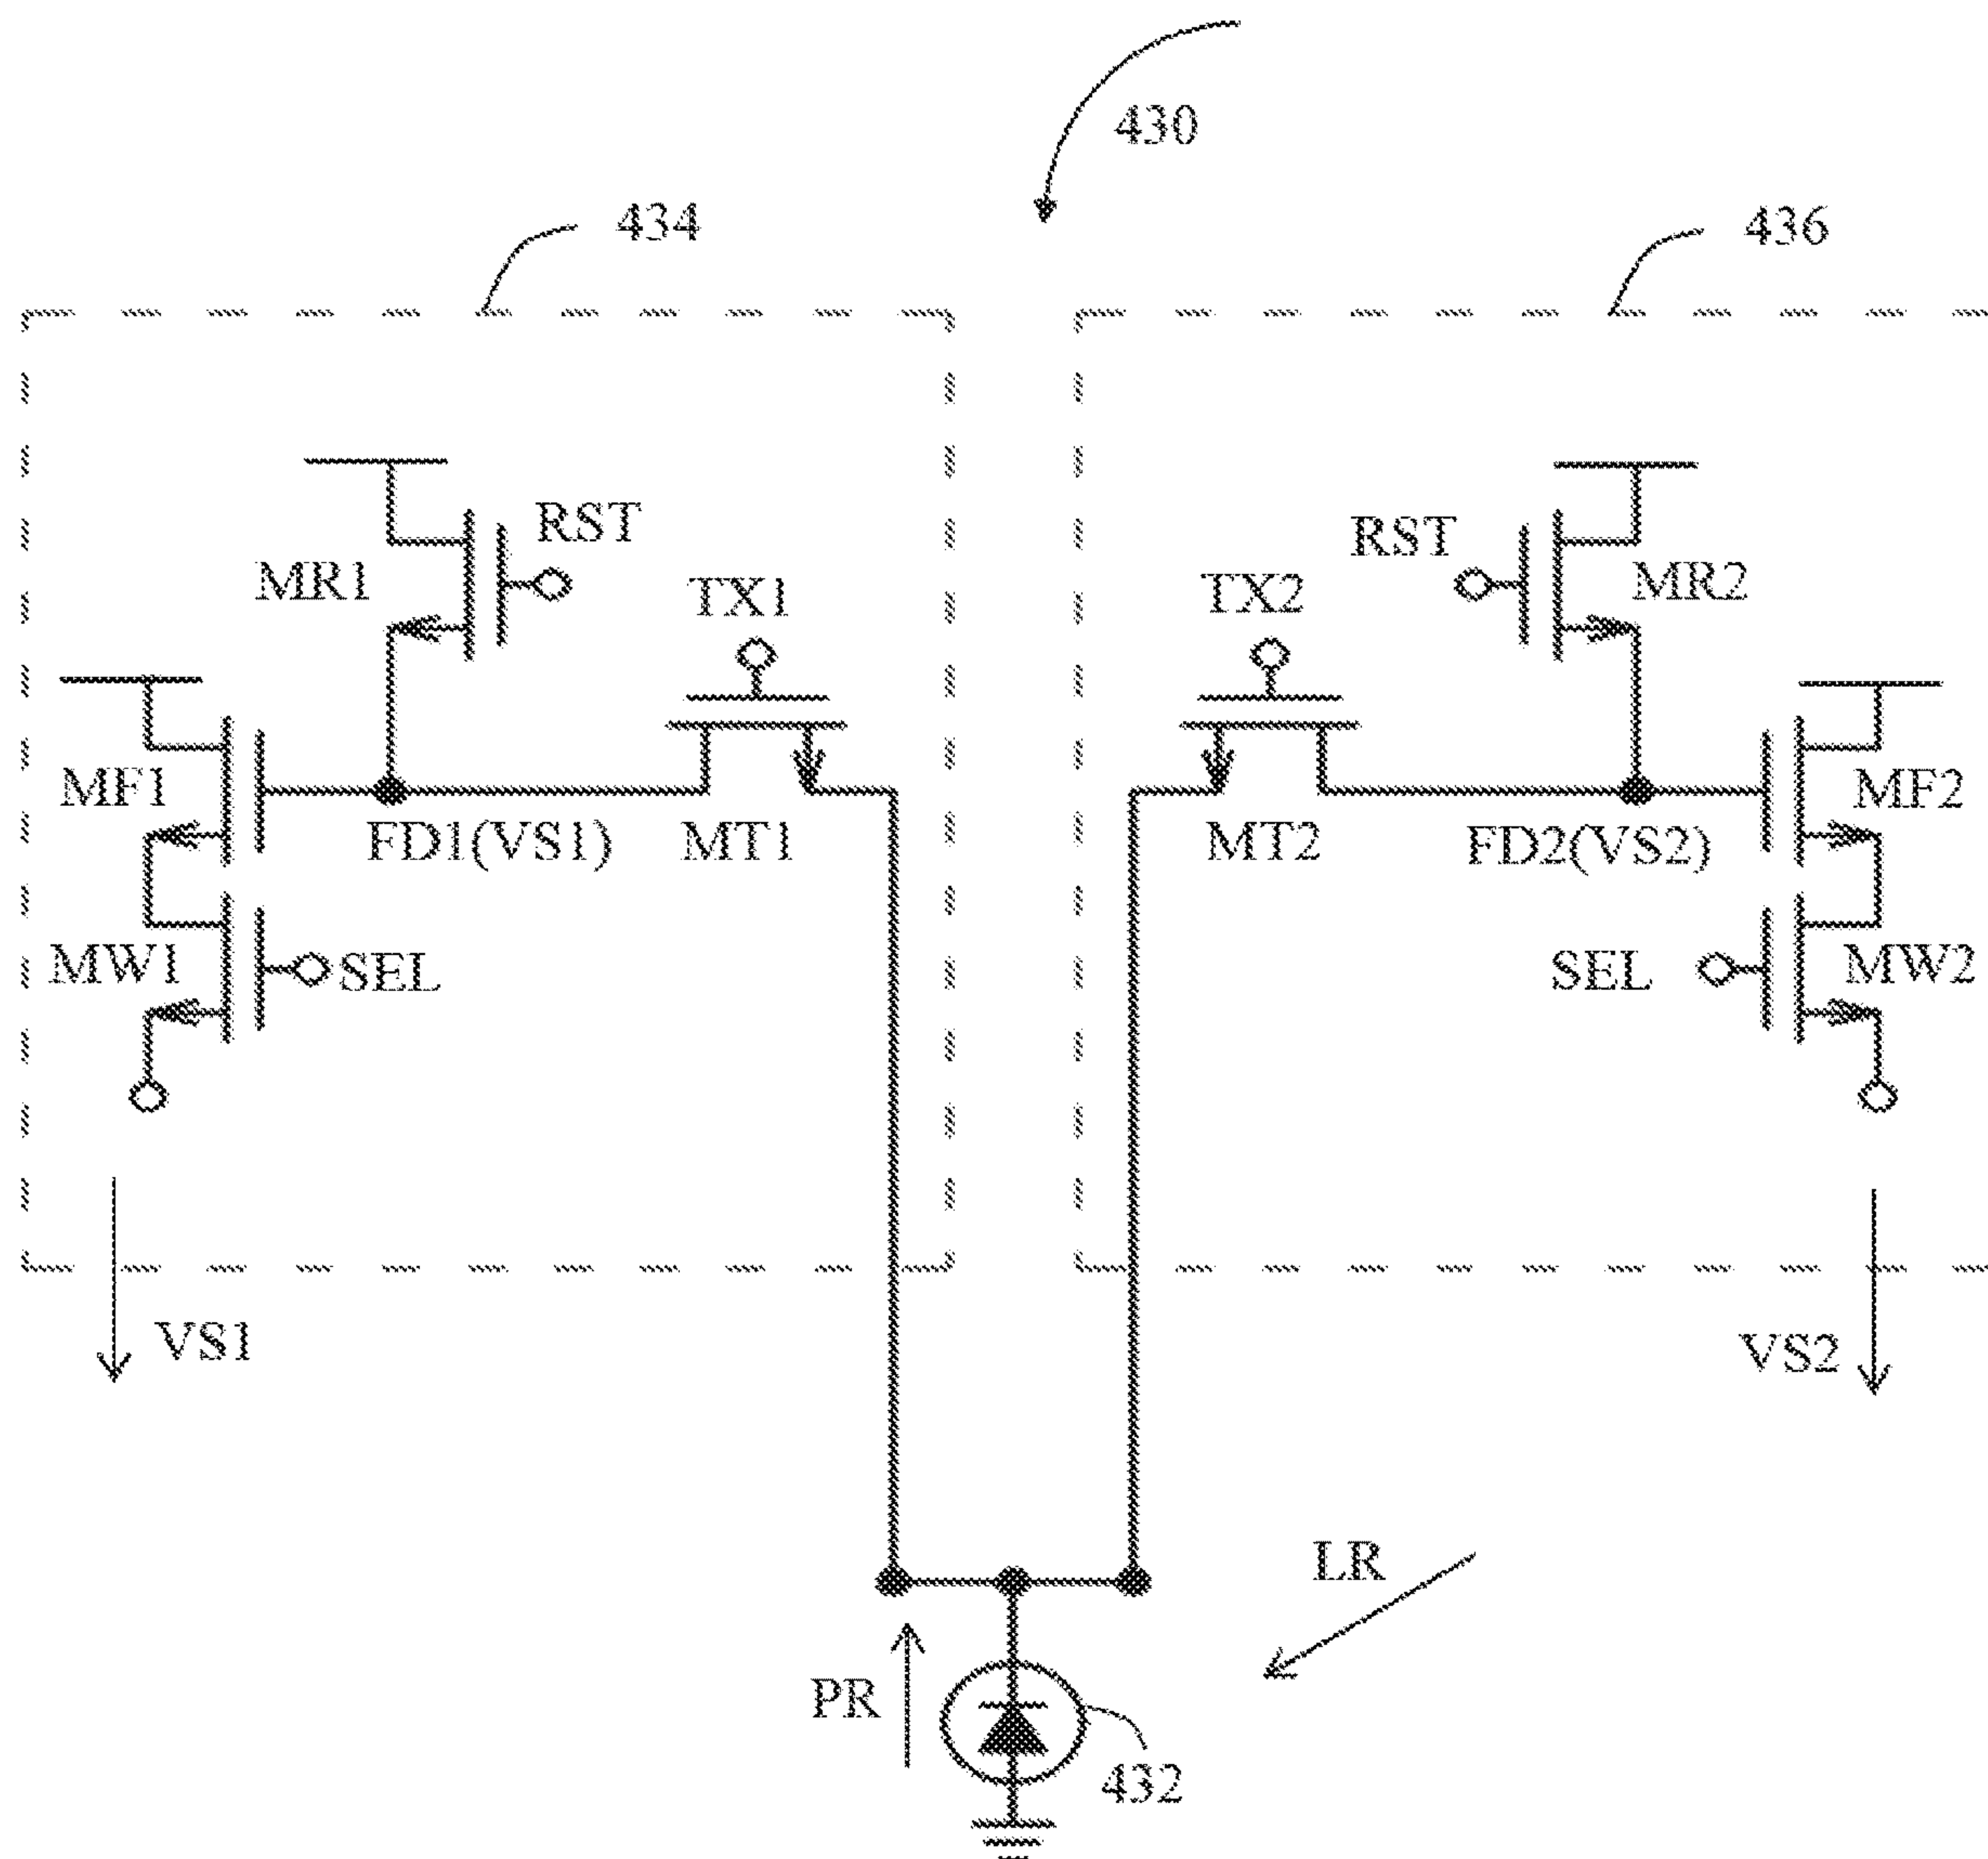 430
434
436
RST
MR1
TX1
RST
MR2
TX2
MF1
FD1(VS1)
MT1
MT2
FD2(VS2)
MF2
MW1
SEL
SEL
MW2
VS1
VS2
LR
PR
432